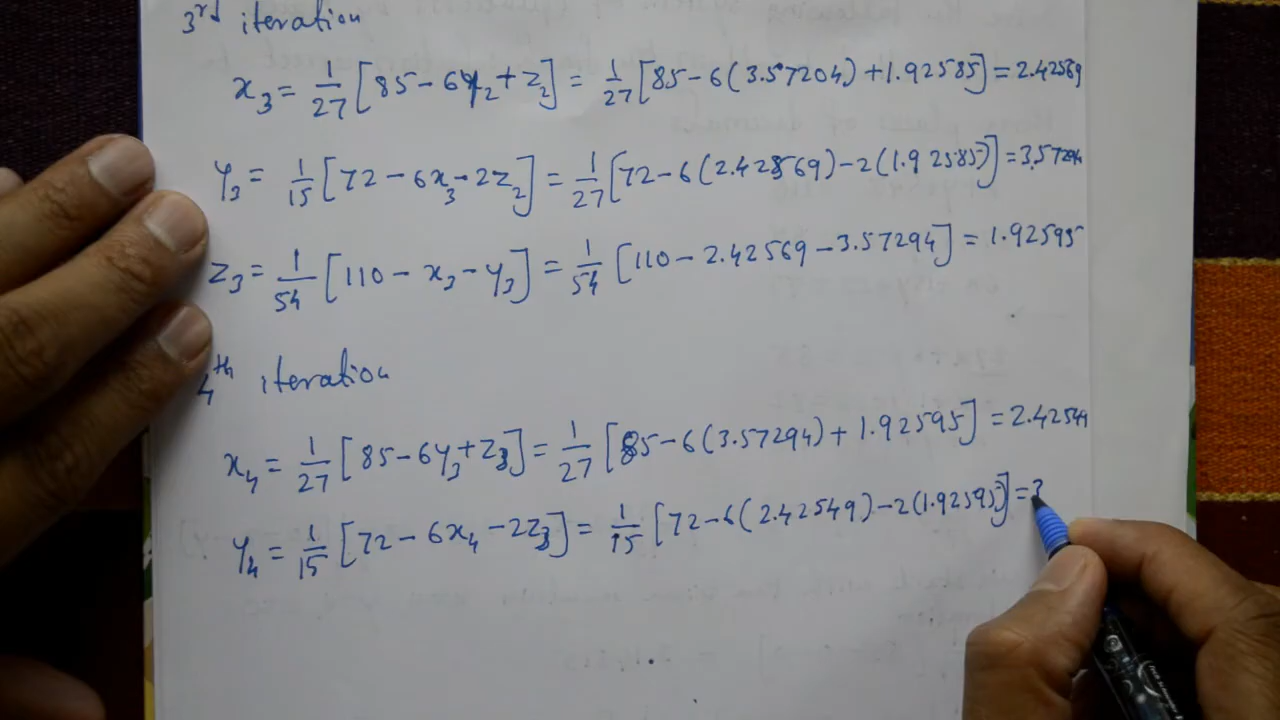 3rd iteration
x₃ = 1/27 [85 - 6y₂ + z₂] = 1/27 [85 - 6(3.57204) + 1.92585] = 2.42569
y₃ = 1/15 [72 - 6x₃ - 2z₂] = 1/27 [72 - 6(2.42569) - 2(1.92585)] = 3.57294
z₃ = 1/54 [110 - x₃ - y₃] = 1/54 [110 - 2.42569 - 3.57294] = 1.92595
4th iteration
x₄ = 1/27 [85 - 6y₃ + z₃] = 1/27 [85 - 6(3.57294) + 1.92595] = 2.42549
y₄ = 1/15 [72 - 6x₄ - 2z₃] = 1/15 [72 - 6(2.42549) - 2(1.92595)] = 3